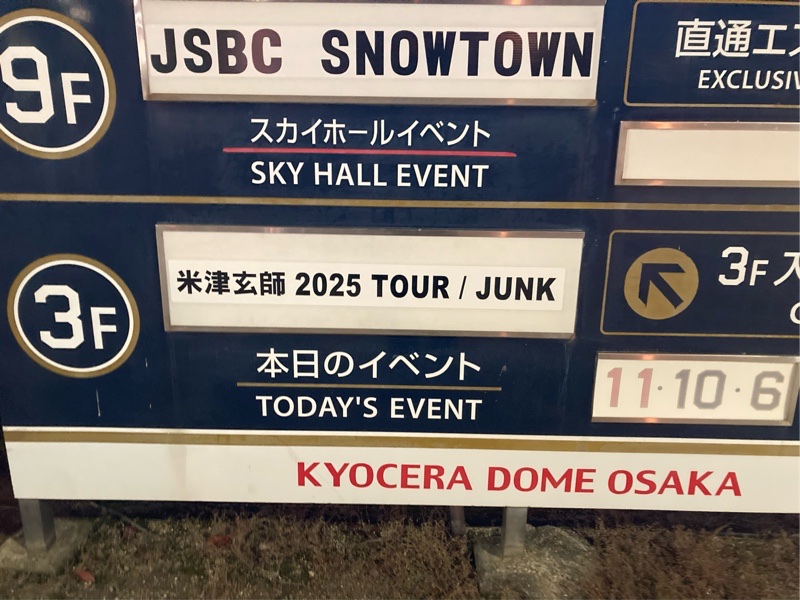 9F
JSBC SNOWTOWN
スカイホールイベント
SKY HALL EVENT
直通エス
EXCLUSIV
3F
米津玄師 2025 TOUR / JUNK
本日のイベント
TODAY'S EVENT
3F
11・10・6
KYOCERA DOME OSAKA